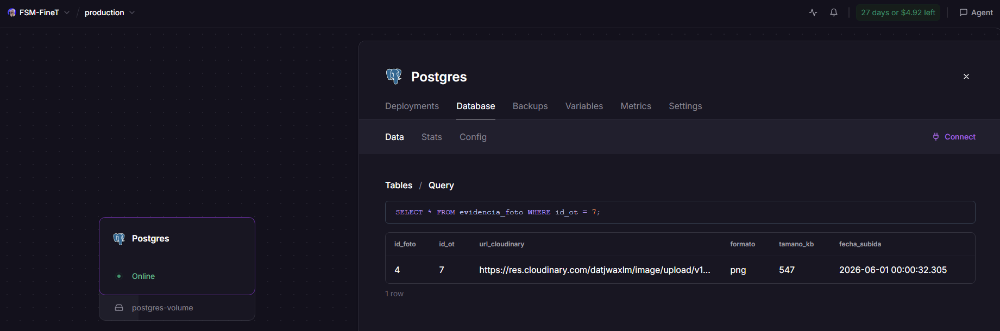 FSM-FineT / production
27 days or $4.92 left
Agent
Postgres
Deployments Database Backups Variables Metrics Settings
Data Stats Config
Connect
Tables / Query
SELECT * FROM evidencia_foto WHERE id_ot = 7;
id_foto id_ot url_cloudinary formato tamano_kb fecha_subida
4 7 https://res.cloudinary.com/datjwaxlm/image/upload/v1... png 547 2026-06-01 00:00:32.305
1 row
Postgres
Online
postgres-volume